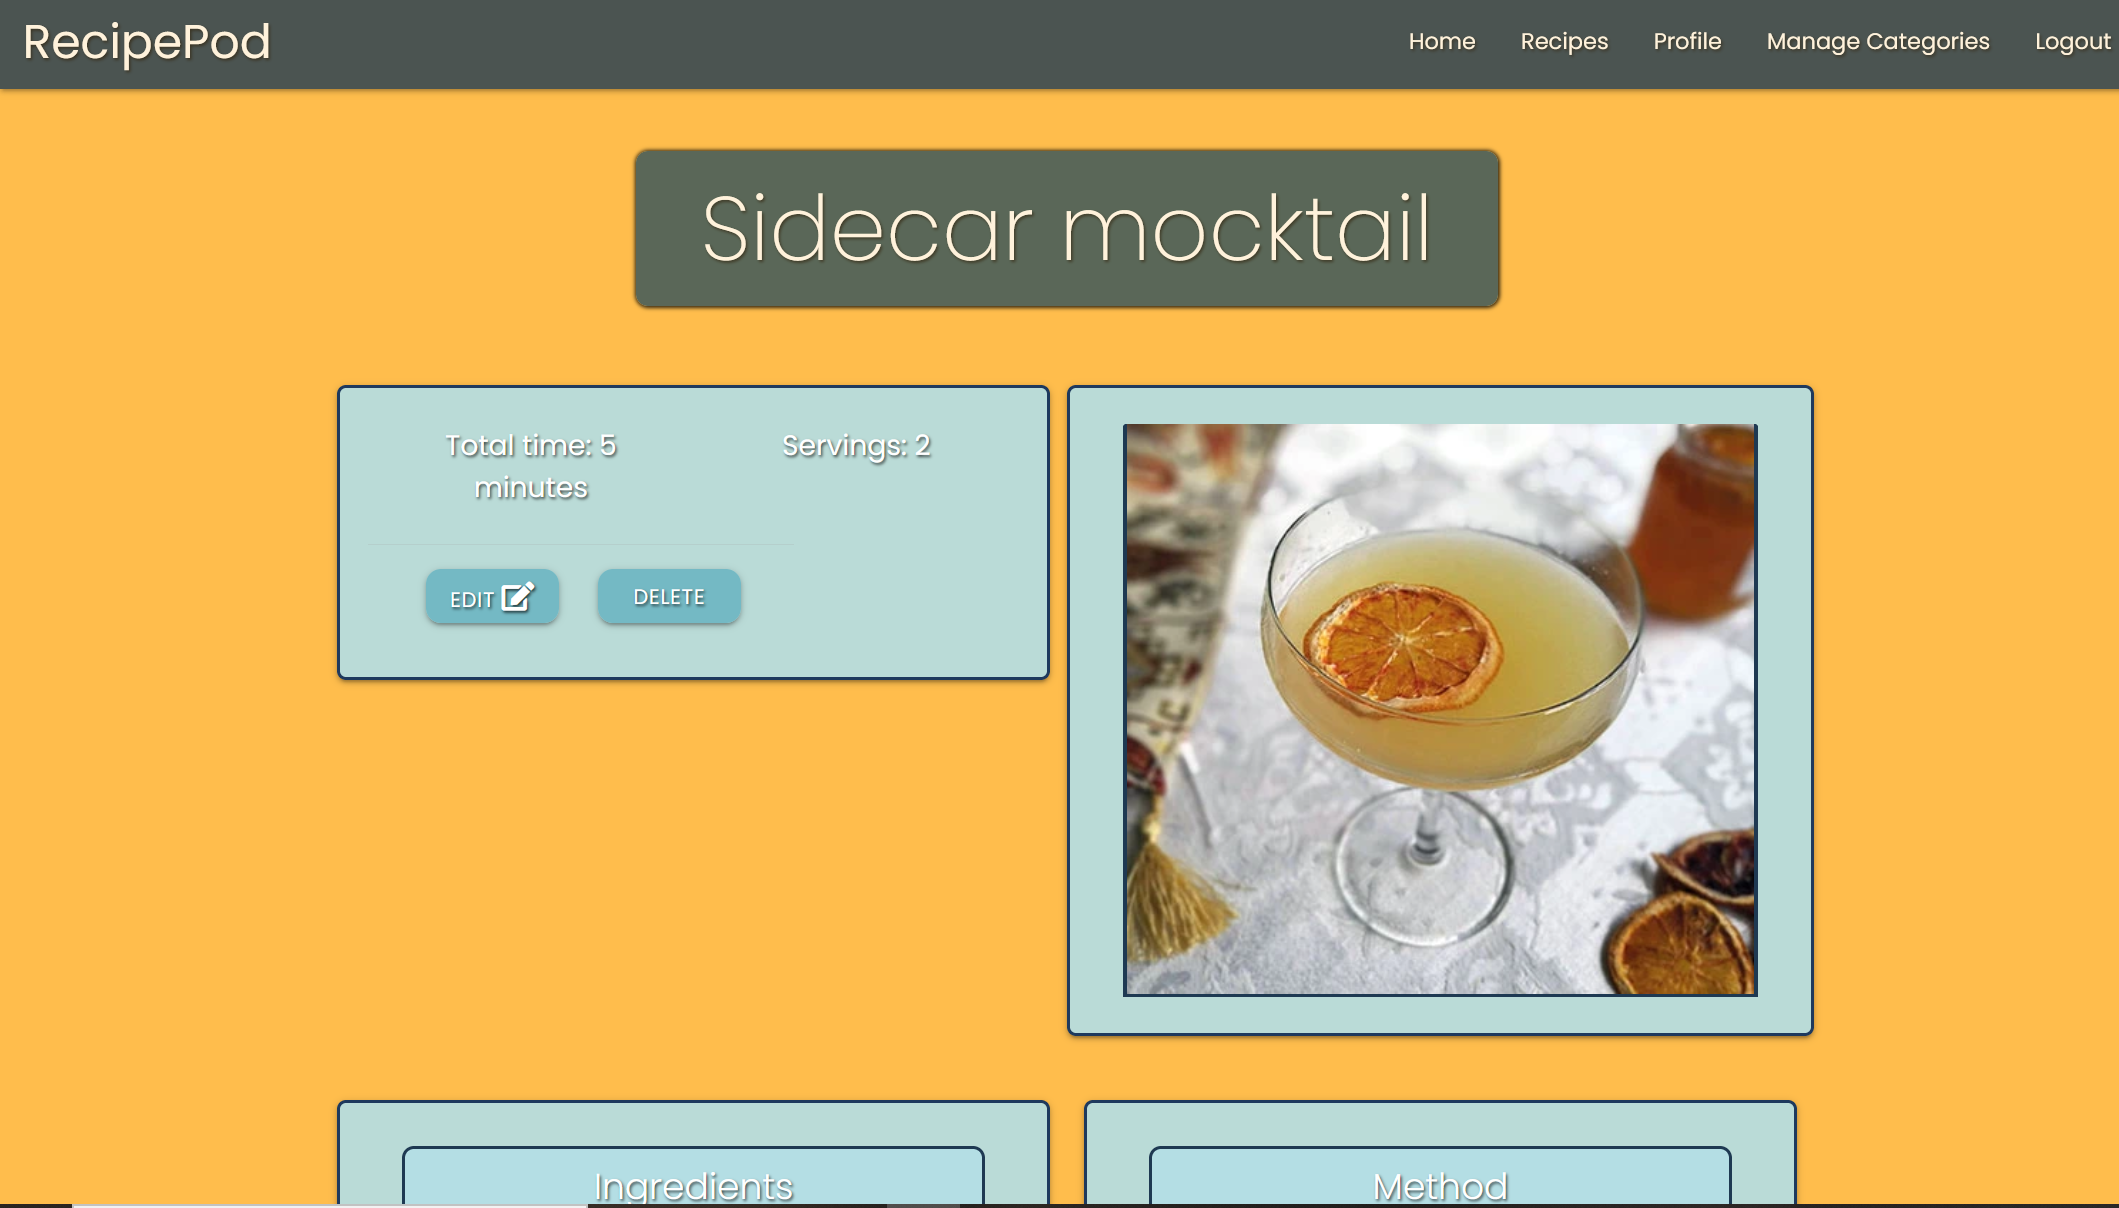 RecipePod
Home Recipes Profile Manage Categories Logout
Sidecar mocktail
Total time: 5
minutes
Servings: 2
EDIT
DELETE
Ingredients
Method